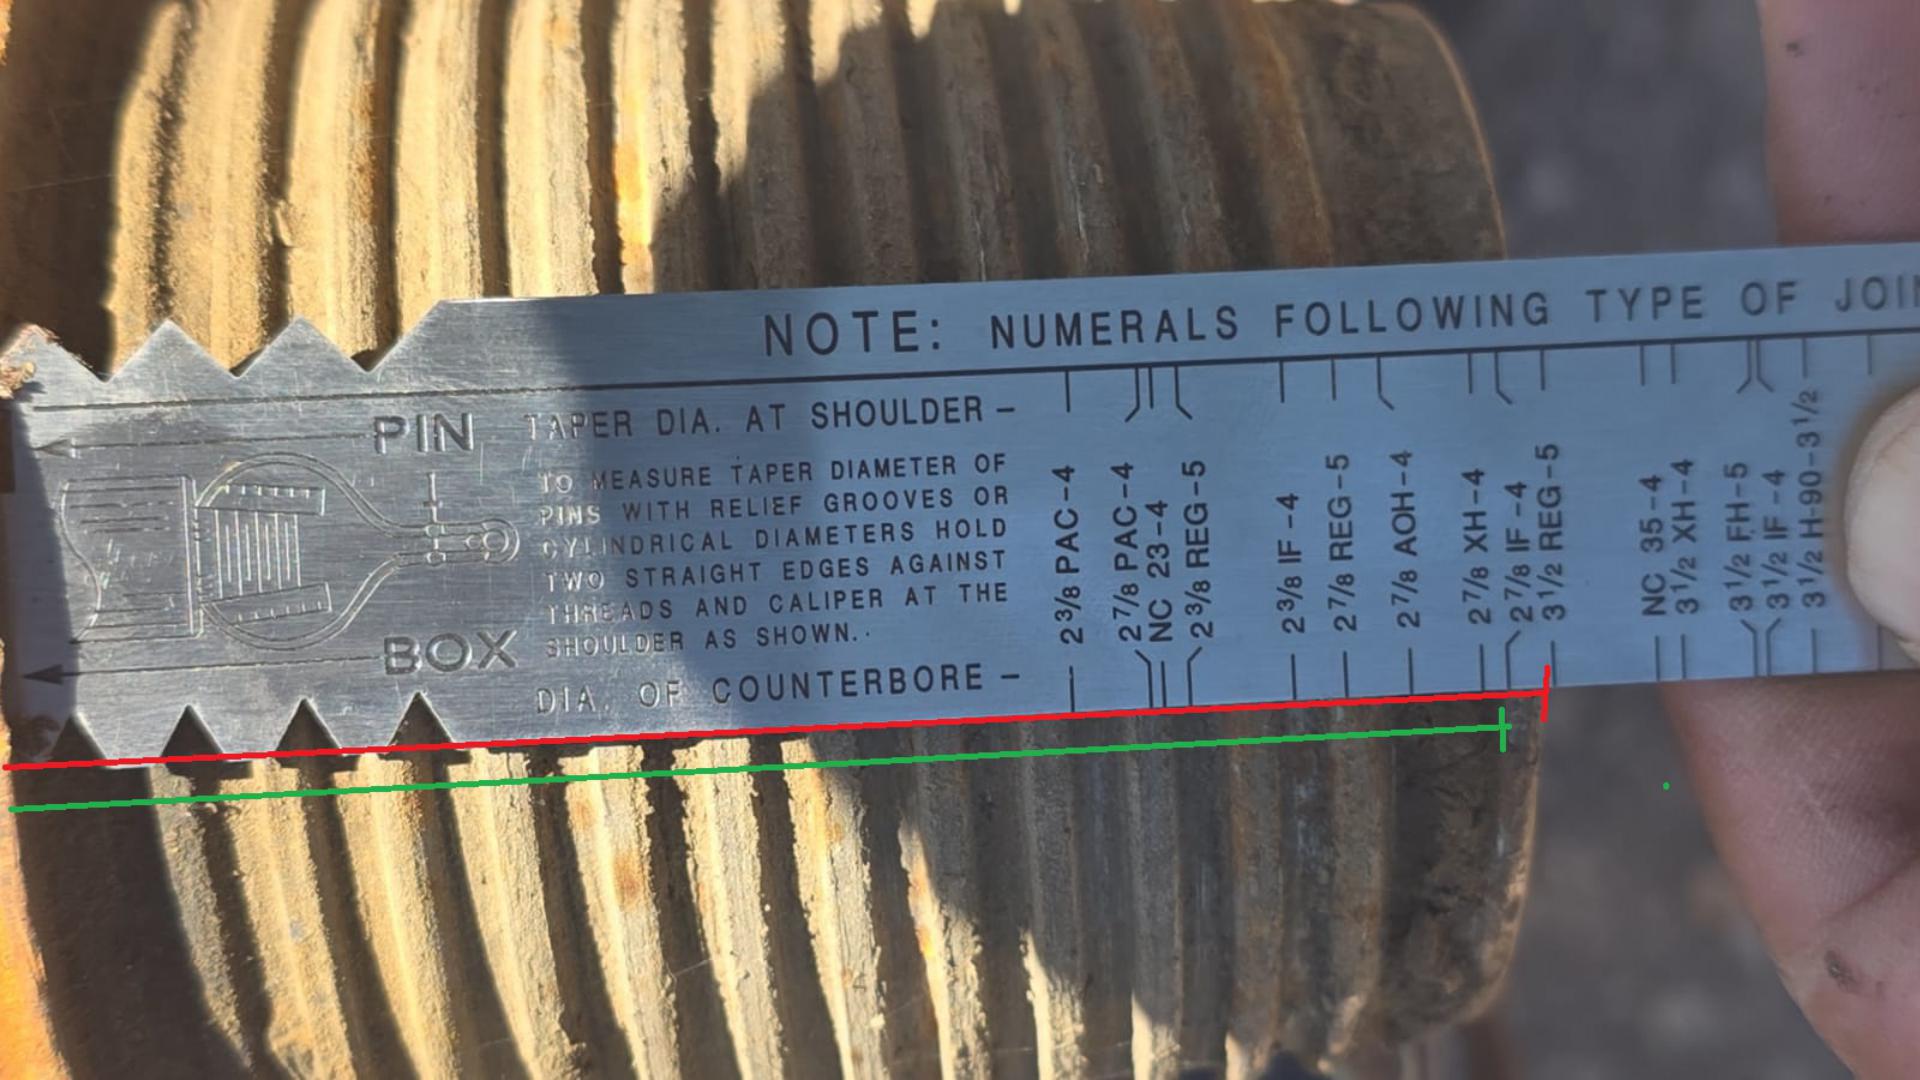 NOTE: NUMERALS FOLLOWING TYPE OF JOI
PIN
TAPER DIA. AT SHOULDER –
TO MEASURE TAPER DIAMETER OF
PINS WITH RELIEF GROOVES OR
CYLINDRICAL DIAMETERS HOLD
TWO STRAIGHT EDGES AGAINST
THREADS AND CALIPER AT THE
SHOULDER AS SHOWN..
BOX
DIA. OF COUNTERBORE –
2 3/8 PAC-4
2 7/8 PAC-4
NC 23-4
2 3/8 REG-5
2 3/8 IF-4
2 7/8 REG-5
2 7/8 AOH-4
2 7/8 XH-4
2 7/8 IF-4
3 1/2 REG-5
NC 35-4
3 1/2 XH-4
3 1/2 FH-5
3 1/2 IF-4
3 1/2 H-90-3 1/2